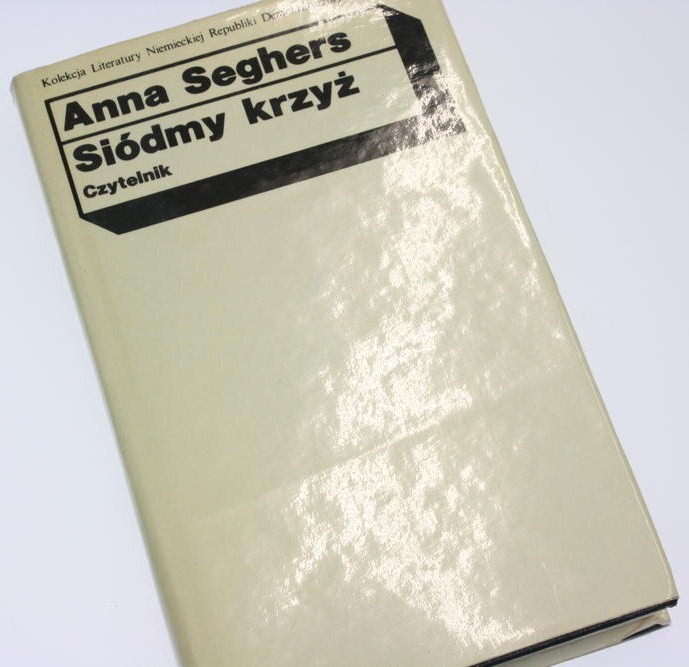 Kolekcja Literatury Niemieckiej Republiki
Anna Seghers
Siódmy krzyż
Czytelnik